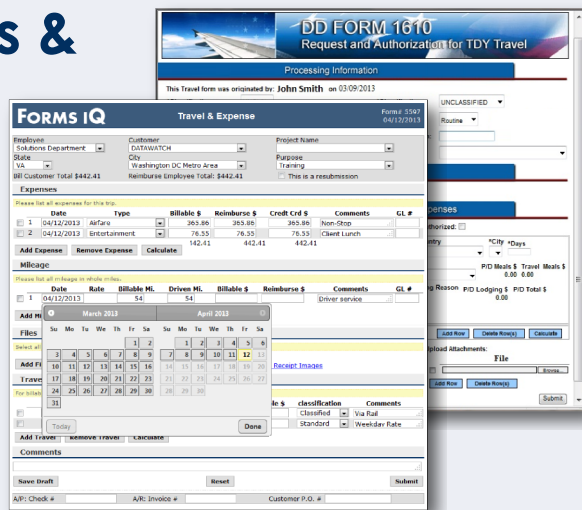 s &
DD FORM 1610
Request and Authorization for TDY Travel
Processing Information
This Travel form was originated by: John Smith on 03/09/2013
UNCLASSIFIED
Routine
penses
thorized:
ntry *City *Days
P/D Meals $ Travel Meals $
0.00 0.00
ng Reason P/D Lodging $ P/D Total $
0.00
Add Row Delete Row(s) Calculate
pload Attachments:
File
Browse...
Add Row Delete Row(s)
Submit
FORMS iQ
Travel & Expense
Form# 3597
04/12/2013
Employee Customer Project Name
Solutions Department DATAWATCH
State City Purpose
VA Washington DC Metro Area Training
Bill Customer Total $442.41 Reimburse Employee Total: $442.41 This is a resubmission
Expenses
Please list all expenses for this trip.
Date Type Billable $ Reimburse $ Credt Crd $ Comments GL #
1 04/12/2013 Airfare 365.86 365.86 365.86 Non-Stop
2 04/12/2013 Entertainment 76.55 76.55 76.55 Client Lunch
442.41 442.41 442.41
Add Expense Remove Expense Calculate
Mileage
Please list all mileage in whole miles.
Date Rate Billable Mi. Driven Mi. Billable $ Reimburse $ Comments GL #
1 04/12/2013 54 54 Driver service
Add Mi
March 2013 April 2013
Su Mo Tu We Th Fr Sa Su Mo Tu We Th Fr Sa
1 2 1 2 3 4 5 6
3 4 5 6 7 8 9 7 8 9 10 11 12 13
10 11 12 13 14 15 16 14 15 16 17 18 19 20
17 18 19 20 21 22 23 21 22 23 24 25 26 27
24 25 26 27 28 29 30 28 29 30
31
Today Done
Files
Select all
Add Fi
Receipt Images
Trave
For billab
le $ classification Comments
Classified Via Rail
Standard Weekday Rate
Add Travel Remove Travel Calculate
Comments
Save Draft Reset Submit
A/P: Check # A/R: Invoice # Customer P.O. #